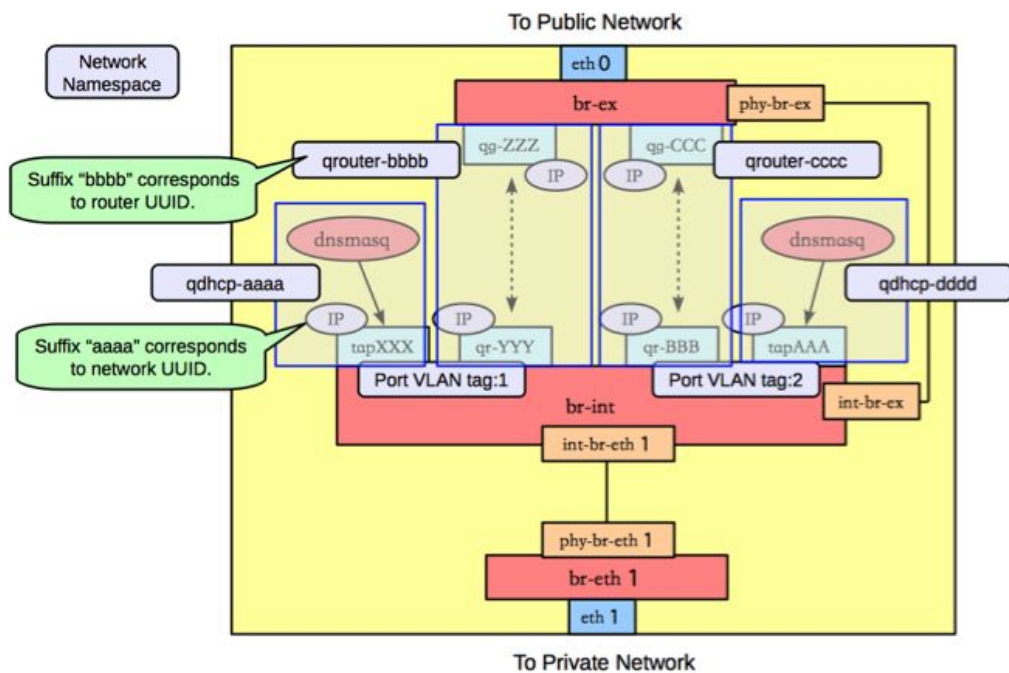 To Public Network
Network
Namespace
eth 0
br-ex
phy-br-ex
qrouter-bbbb
qg-ZZZ
qg-CCC
qrouter-cccc
IP
IP
Suffix “bbbb” corresponds
to router UUID.
dnsmasq
dnsmasq
qdhcp-aaaa
qdhcp-dddd
IP
IP
IP
IP
Suffix “aaaa” corresponds
to network UUID.
tapXXX
qr-YYY
qr-BBB
tapAAA
Port VLAN tag:1
Port VLAN tag:2
br-int
int-br-ex
int-br-eth 1
phy-br-eth 1
br-eth 1
eth 1
To Private Network